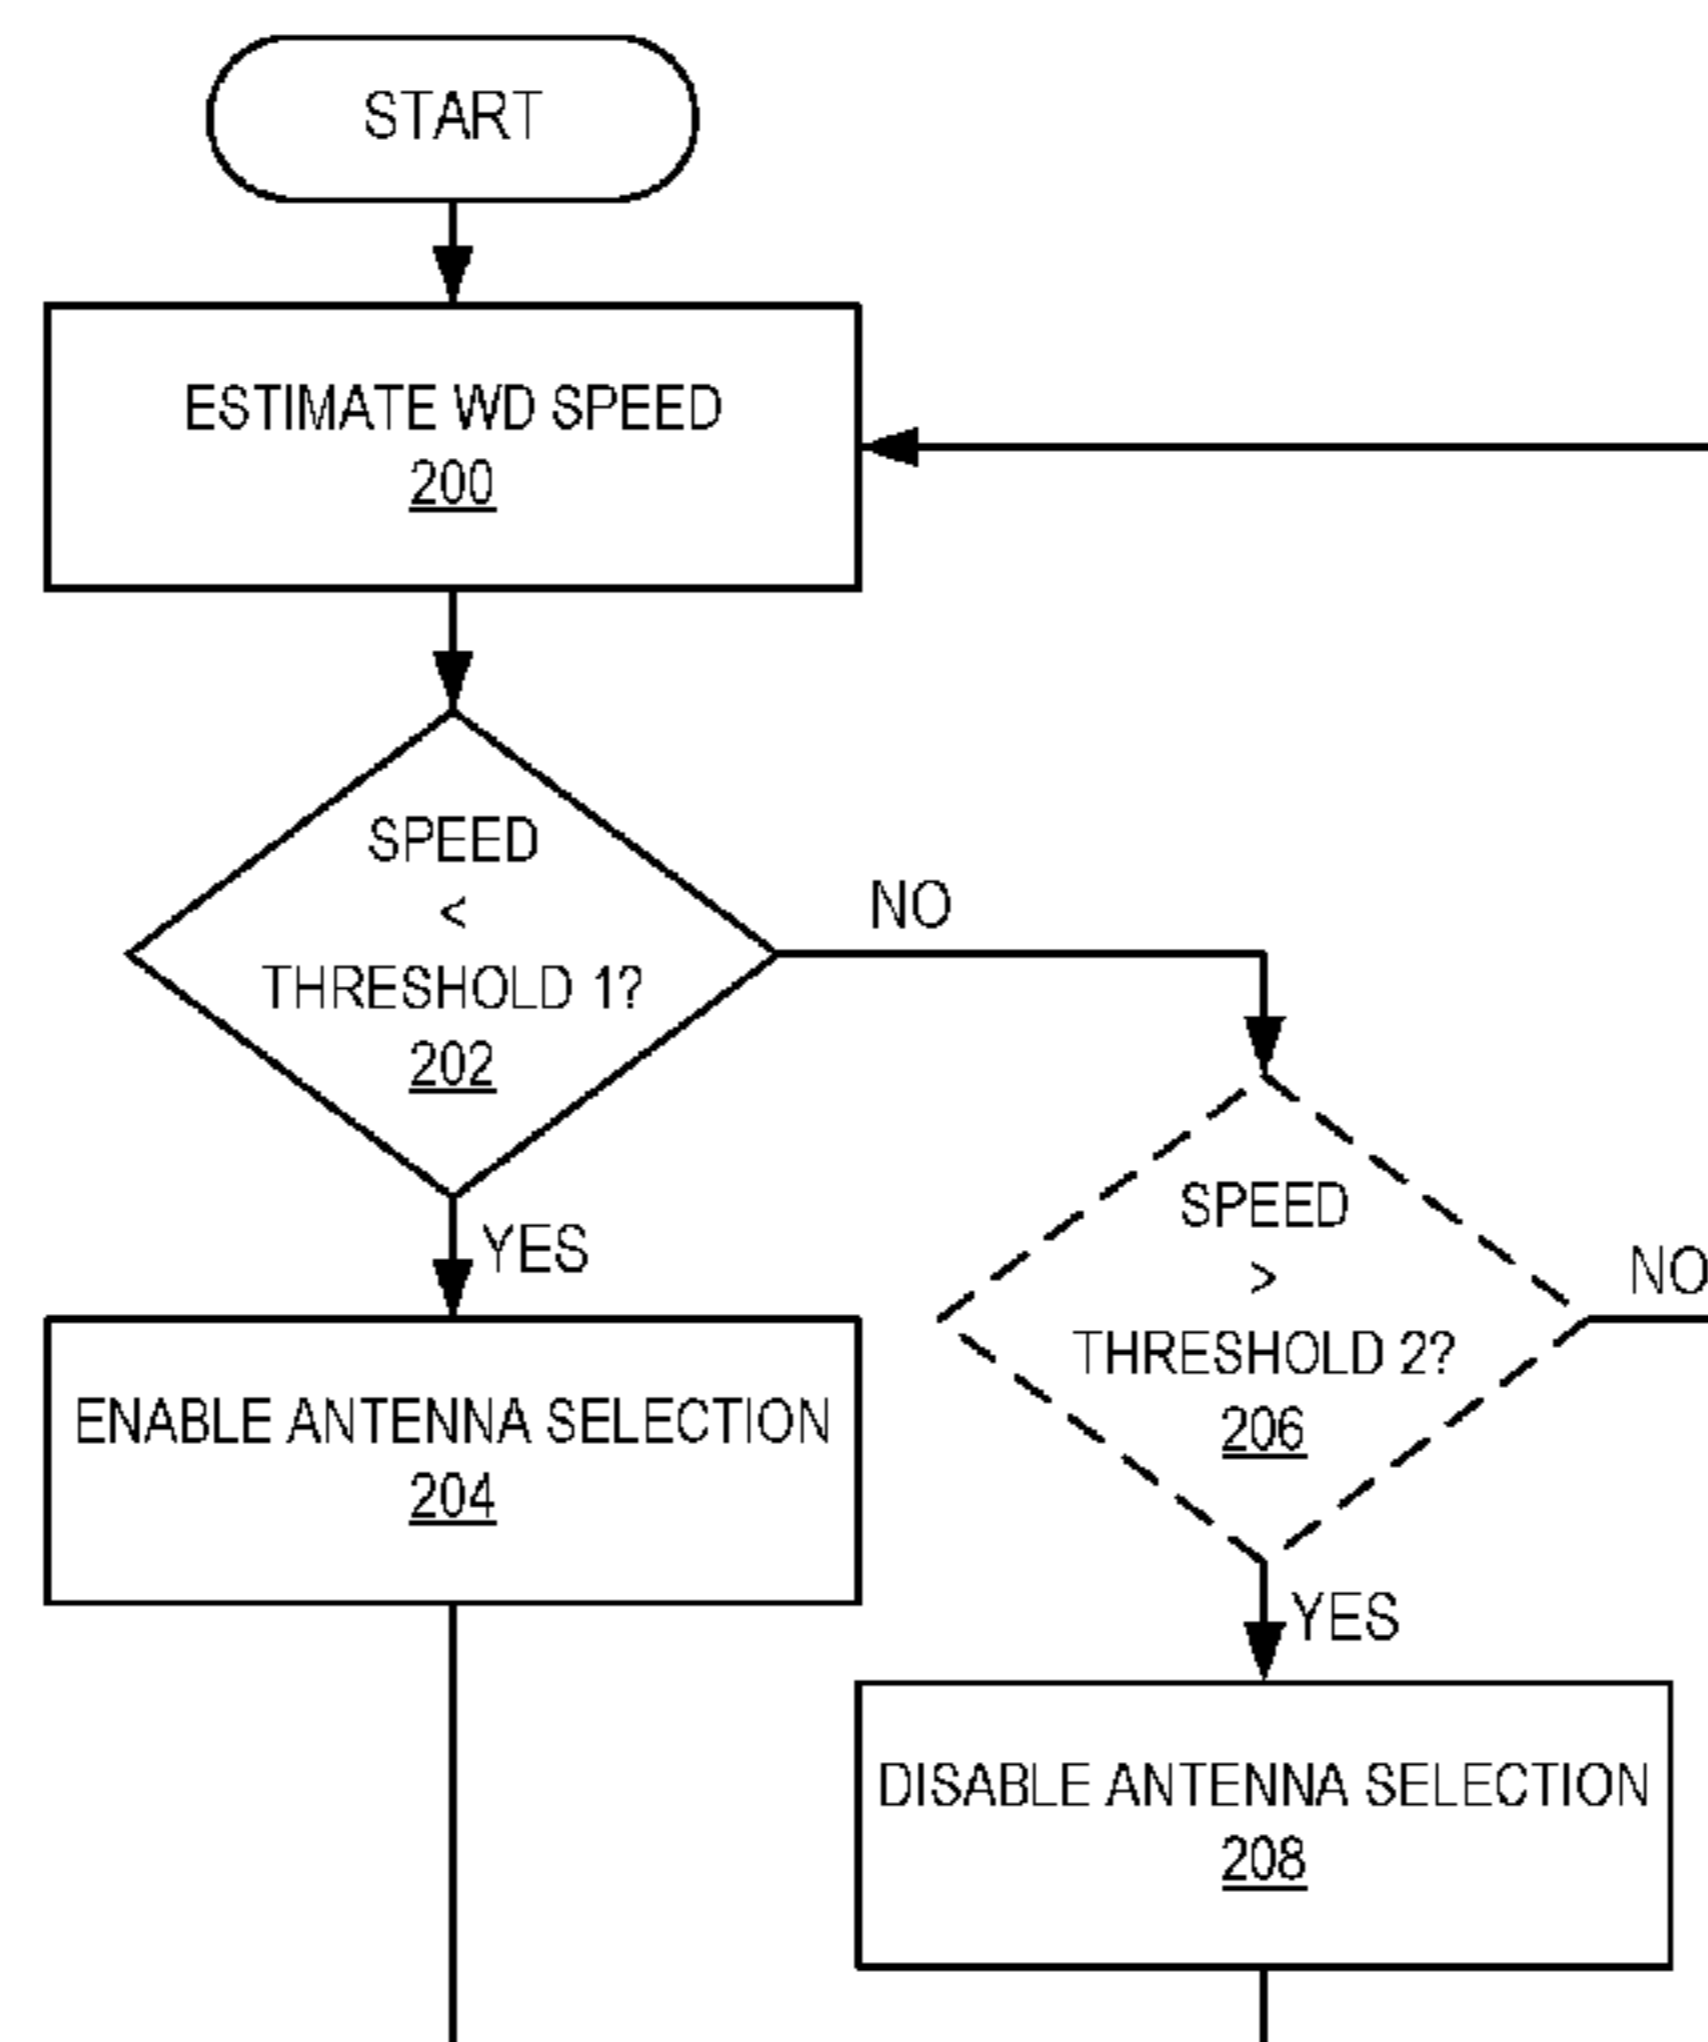 START
ESTIMATE WD SPEED
200
SPEED
<
THRESHOLD 1?
202
NO
YES
ENABLE ANTENNA SELECTION
204
SPEED
>
THRESHOLD 2?
206
NO
YES
DISABLE ANTENNA SELECTION
208